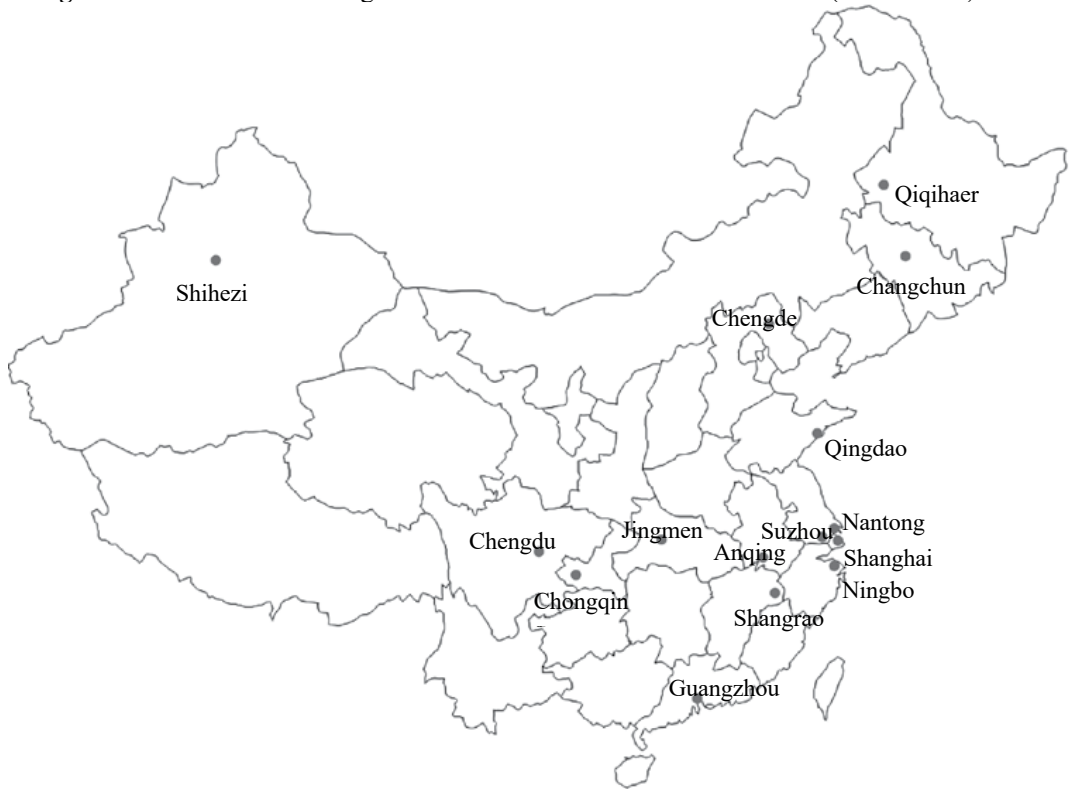 Qiqihaer
Changchun
Shihezi
Chengde
Qingdao
Nantong
Suzhou
Jingmen
Chengdu
Anqing
Shanghai
Ningbo
Chongqin
Shangrao
Guangzhou